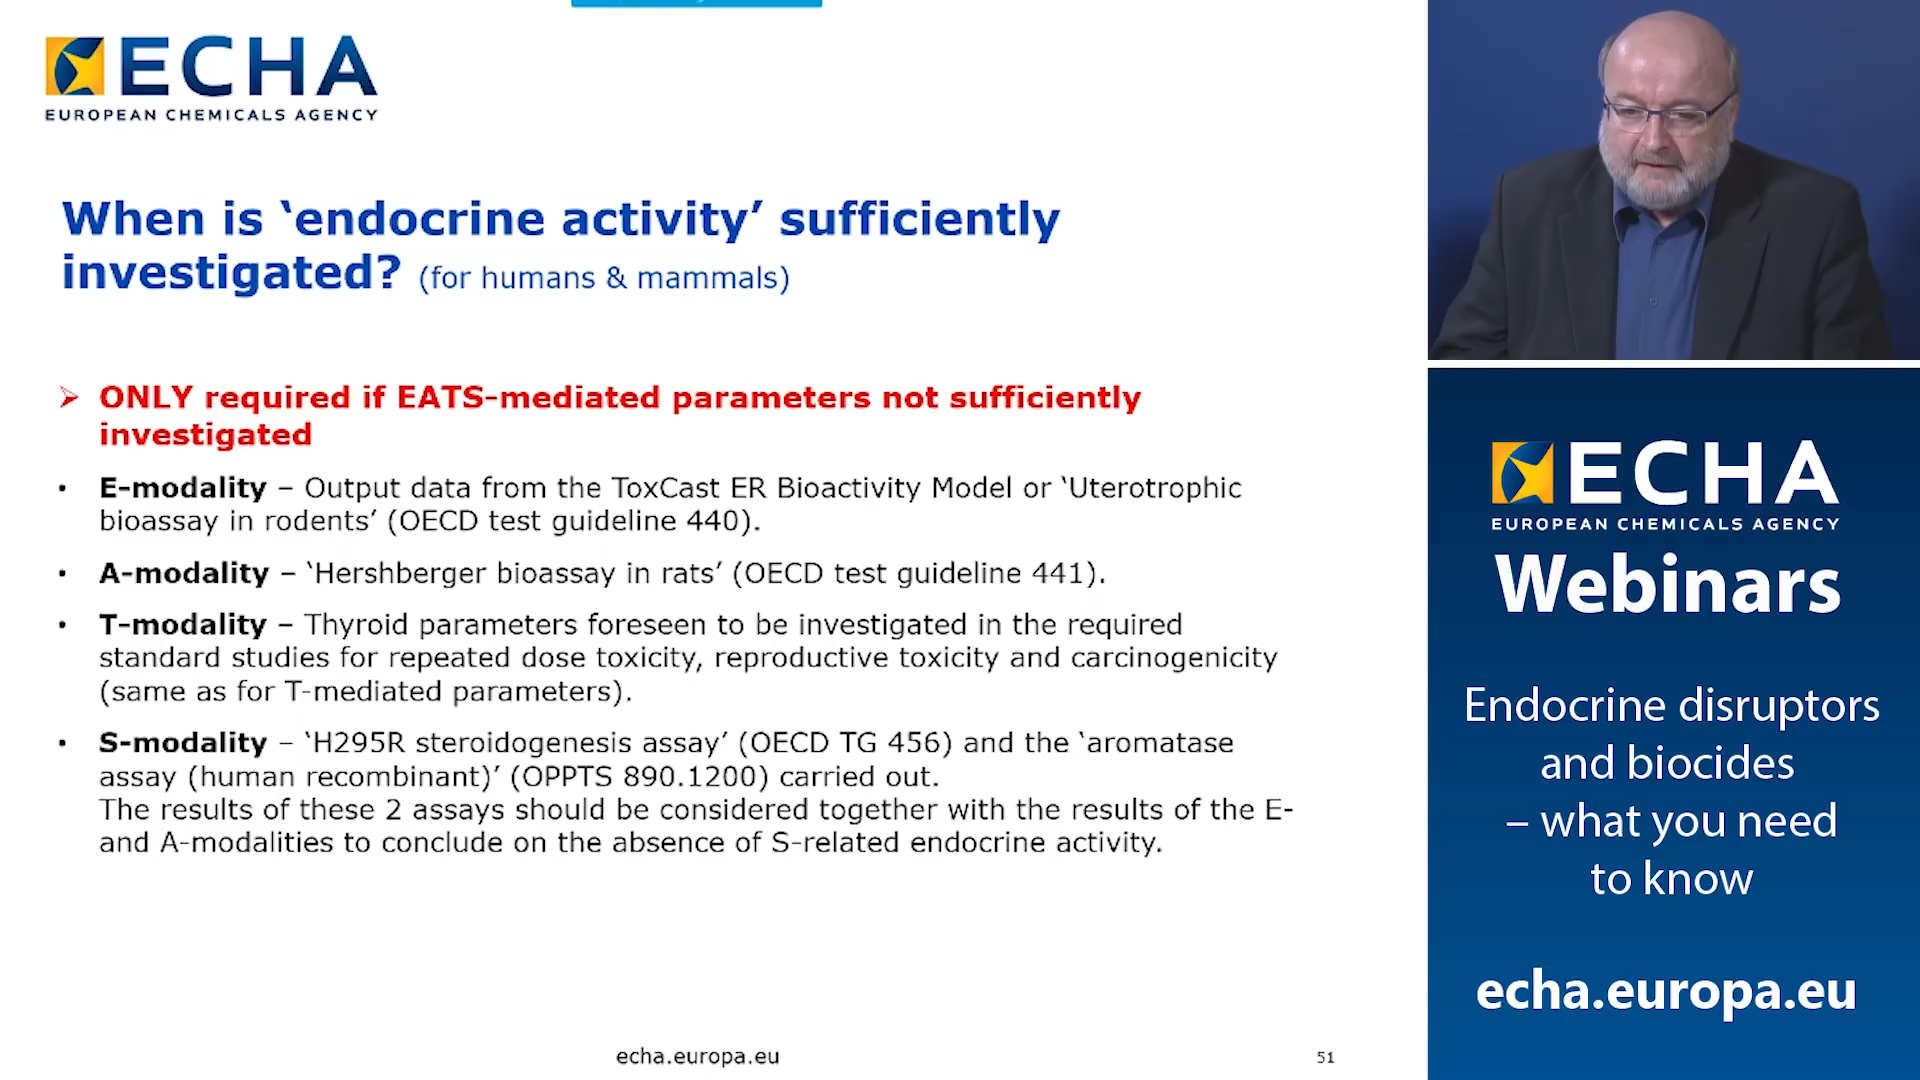 ECHA
EUROPEAN CHEMICALS AGENCY
When is ‘endocrine activity’ sufficiently
investigated? (for humans & mammals)
➢ ONLY required if EATS-mediated parameters not sufficiently
investigated
• E-modality – Output data from the ToxCast ER Bioactivity Model or ‘Uterotrophic
bioassay in rodents’ (OECD test guideline 440).
• A-modality – ‘Hershberger bioassay in rats’ (OECD test guideline 441).
• T-modality – Thyroid parameters foreseen to be investigated in the required
standard studies for repeated dose toxicity, reproductive toxicity and carcinogenicity
(same as for T-mediated parameters).
• S-modality – ‘H295R steroidogenesis assay’ (OECD TG 456) and the ‘aromatase
assay (human recombinant)’ (OPPTS 890.1200) carried out.
The results of these 2 assays should be considered together with the results of the E-
and A-modalities to conclude on the absence of S-related endocrine activity.
echa.europa.eu
51
ECHA
EUROPEAN CHEMICALS AGENCY
Webinars
Endocrine disruptors
and biocides
– what you need
to know
echa.europa.eu